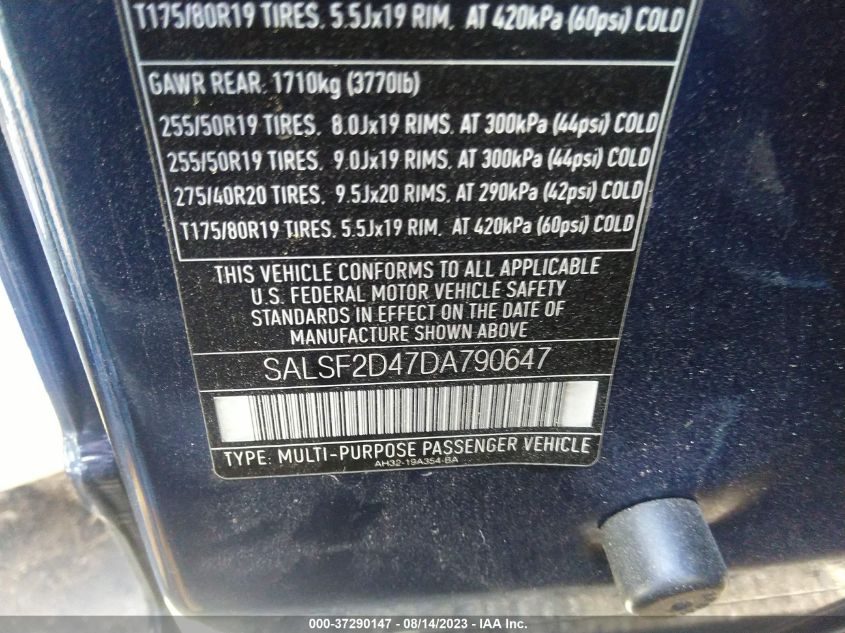 T175/80R19 TIRES, 5.5Jx19 RIM, AT 420kPa (60psi) COLD
GAWR REAR: 1710kg (3770lb)
255/50R19 TIRES, 8.0Jx19 RIMS, AT 300kPa (44psi) COLD
255/50R19 TIRES, 9.0Jx19 RIMS, AT 300kPa (44psi) COLD
275/40R20 TIRES, 9.5Jx20 RIMS, AT 290kPa (42psi) COLD
T175/80R19 TIRES, 5.5Jx19 RIM, AT 420kPa (60psi) COLD
THIS VEHICLE CONFORMS TO ALL APPLICABLE
U.S. FEDERAL MOTOR VEHICLE SAFETY
STANDARDS IN EFFECT ON THE DATE OF
MANUFACTURE SHOWN ABOVE
SALSF2D47DA790647
TYPE: MULTI-PURPOSE PASSENGER VEHICLE
AH32-19A354-BA
000-37290147 - 08/14/2023 - IAA Inc.